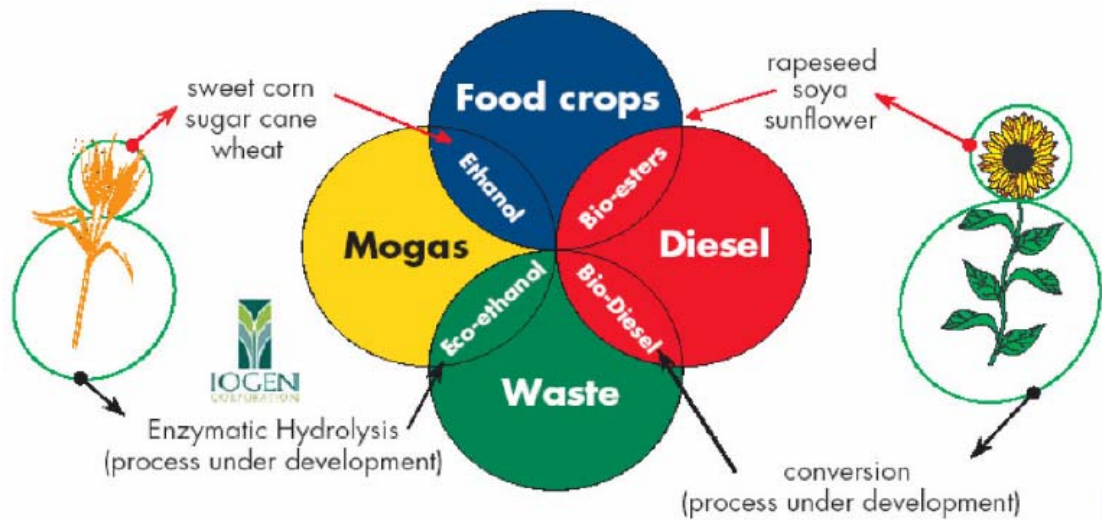 sweet corn
sugar cane
wheat
Food crops
rapeseed
soya
sunflower
Ethanol
Bio-esters
Mogas
Diesel
Eco-ethanol
Bio-Diesel
Waste
IOGEN
CORPORATION
Enzymatic Hydrolysis
(process under development)
conversion
(process under development)